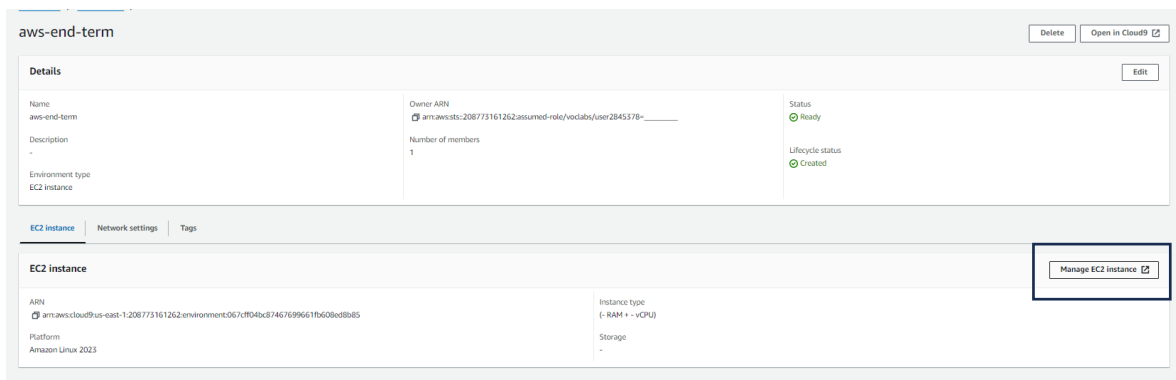 aws-end-term
Delete
Open in Cloud9
Details
Edit
Name
aws-end-term
Owner ARN
arn:aws:sts::208773161262:assumed-role/voclabs/user2845378=________
Status
Ready
Description
-
Number of members
1
Lifecycle status
Created
Environment type
EC2 instance
EC2 instance
Network settings
Tags
EC2 instance
Manage EC2 instance
ARN
arn:aws:cloud9:us-east-1:208773161262:environment:067cff04bc87467699661fb608ed8b85
Instance type
(- RAM + - vCPU)
Platform
Amazon Linux 2023
Storage
-